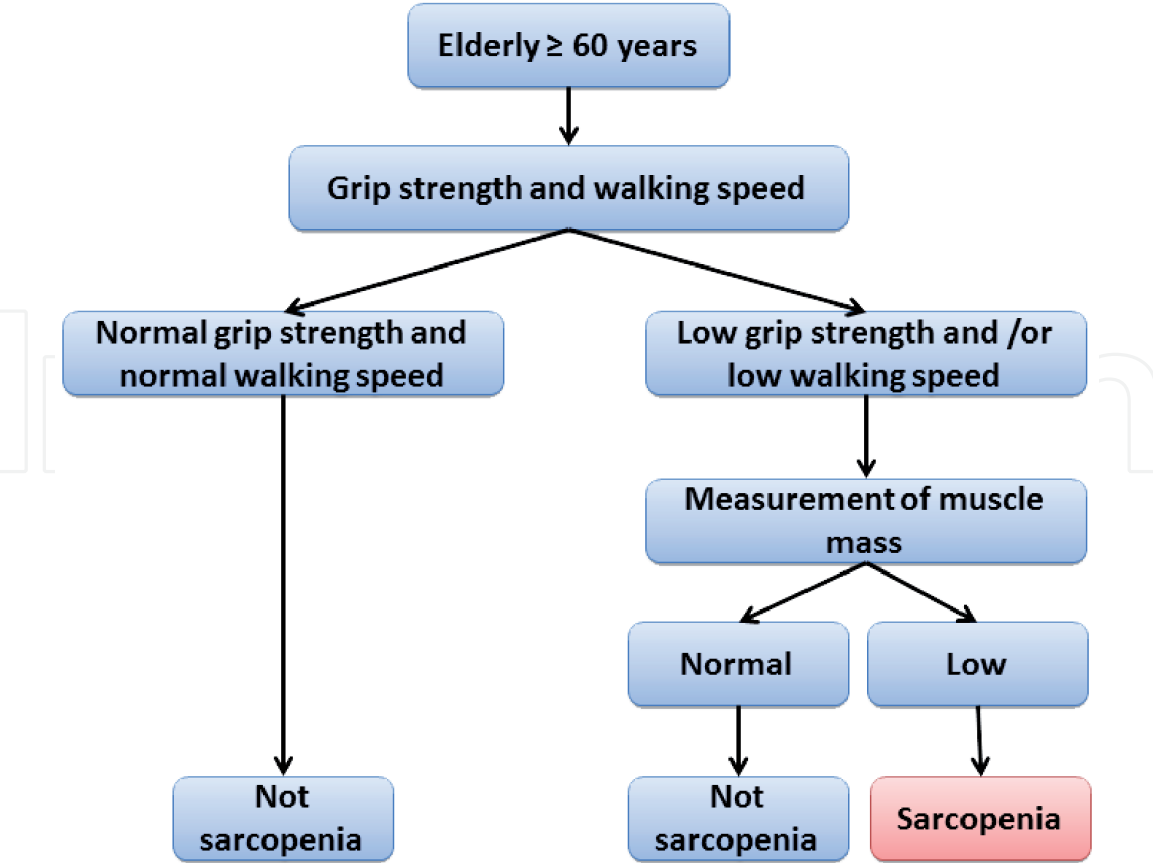 Elderly ≥ 60 years
Grip strength and walking speed
Normal grip strength and
normal walking speed
Low grip strength and /or
low walking speed
Measurement of muscle
mass
Normal
Low
Not
sarcopenia
Not
sarcopenia
Sarcopenia